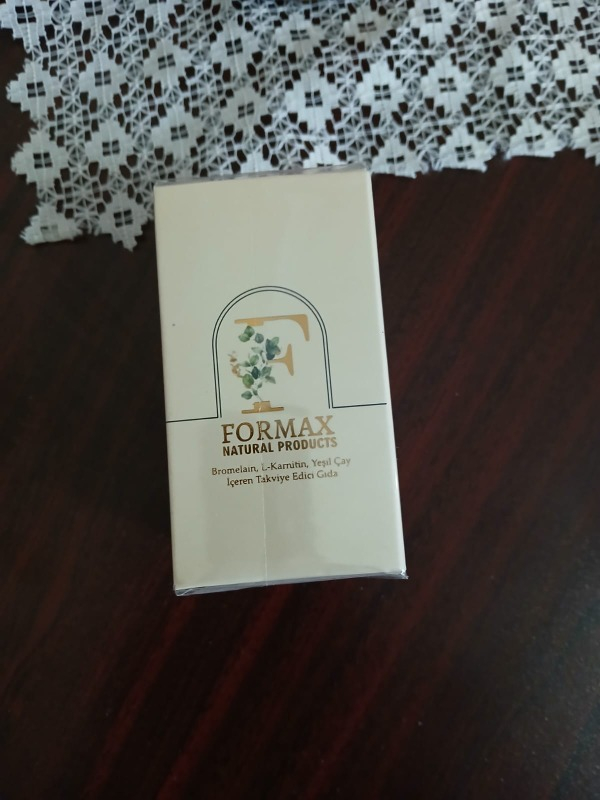 F
FORMAX
NATURAL PRODUCTS
Bromelain, L-Karnitin, Yeşil Çay
İçeren Takviye Edici Gıda